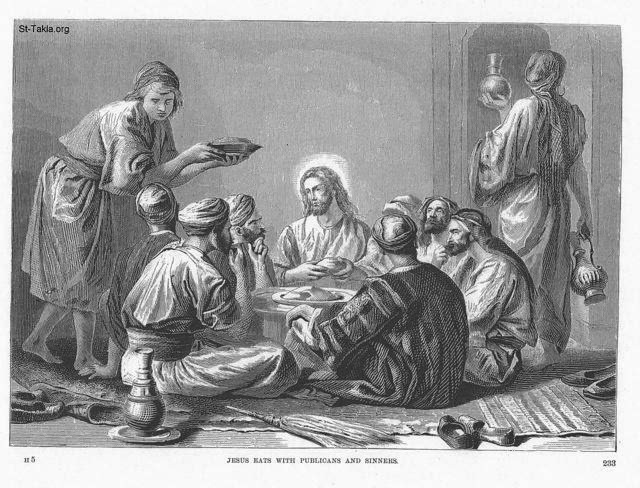 St-Takla.org
H 5
JESUS EATS WITH PUBLICANS AND SINNERS.
233